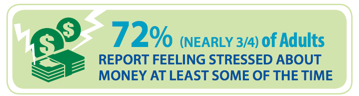 72% (NEARLY 3/4) of Adults
REPORT FEELING STRESSED ABOUT
MONEY AT LEAST SOME OF THE TIME